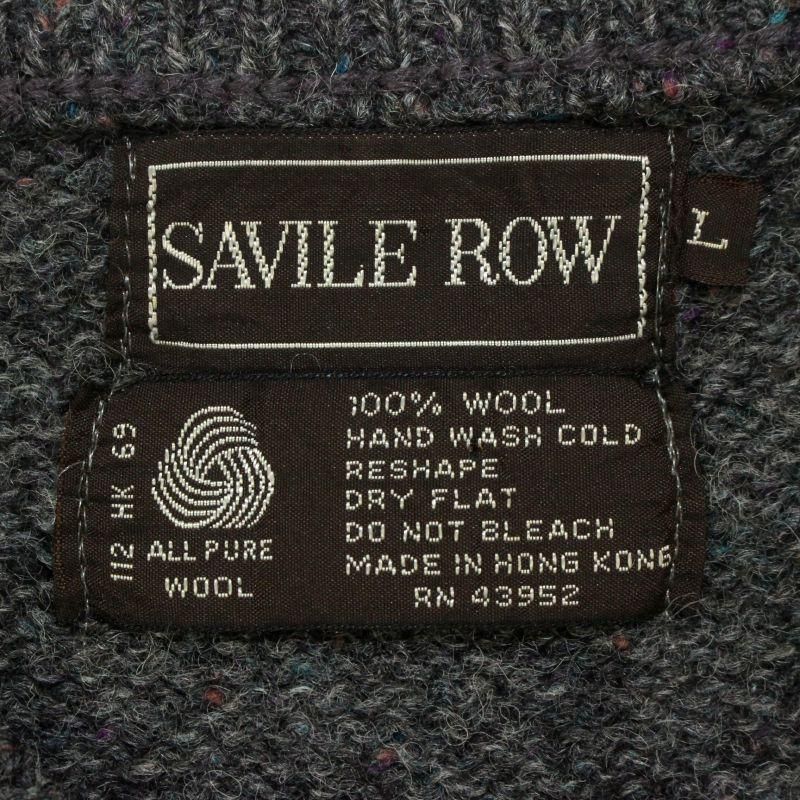 SAVILE ROW
L
112 HK 69
ALL PURE
WOOL
100% WOOL
HAND WASH COLD
RESHAPE
DRY FLAT
DO NOT BLEACH
MADE IN HONG KONG
RN 43952